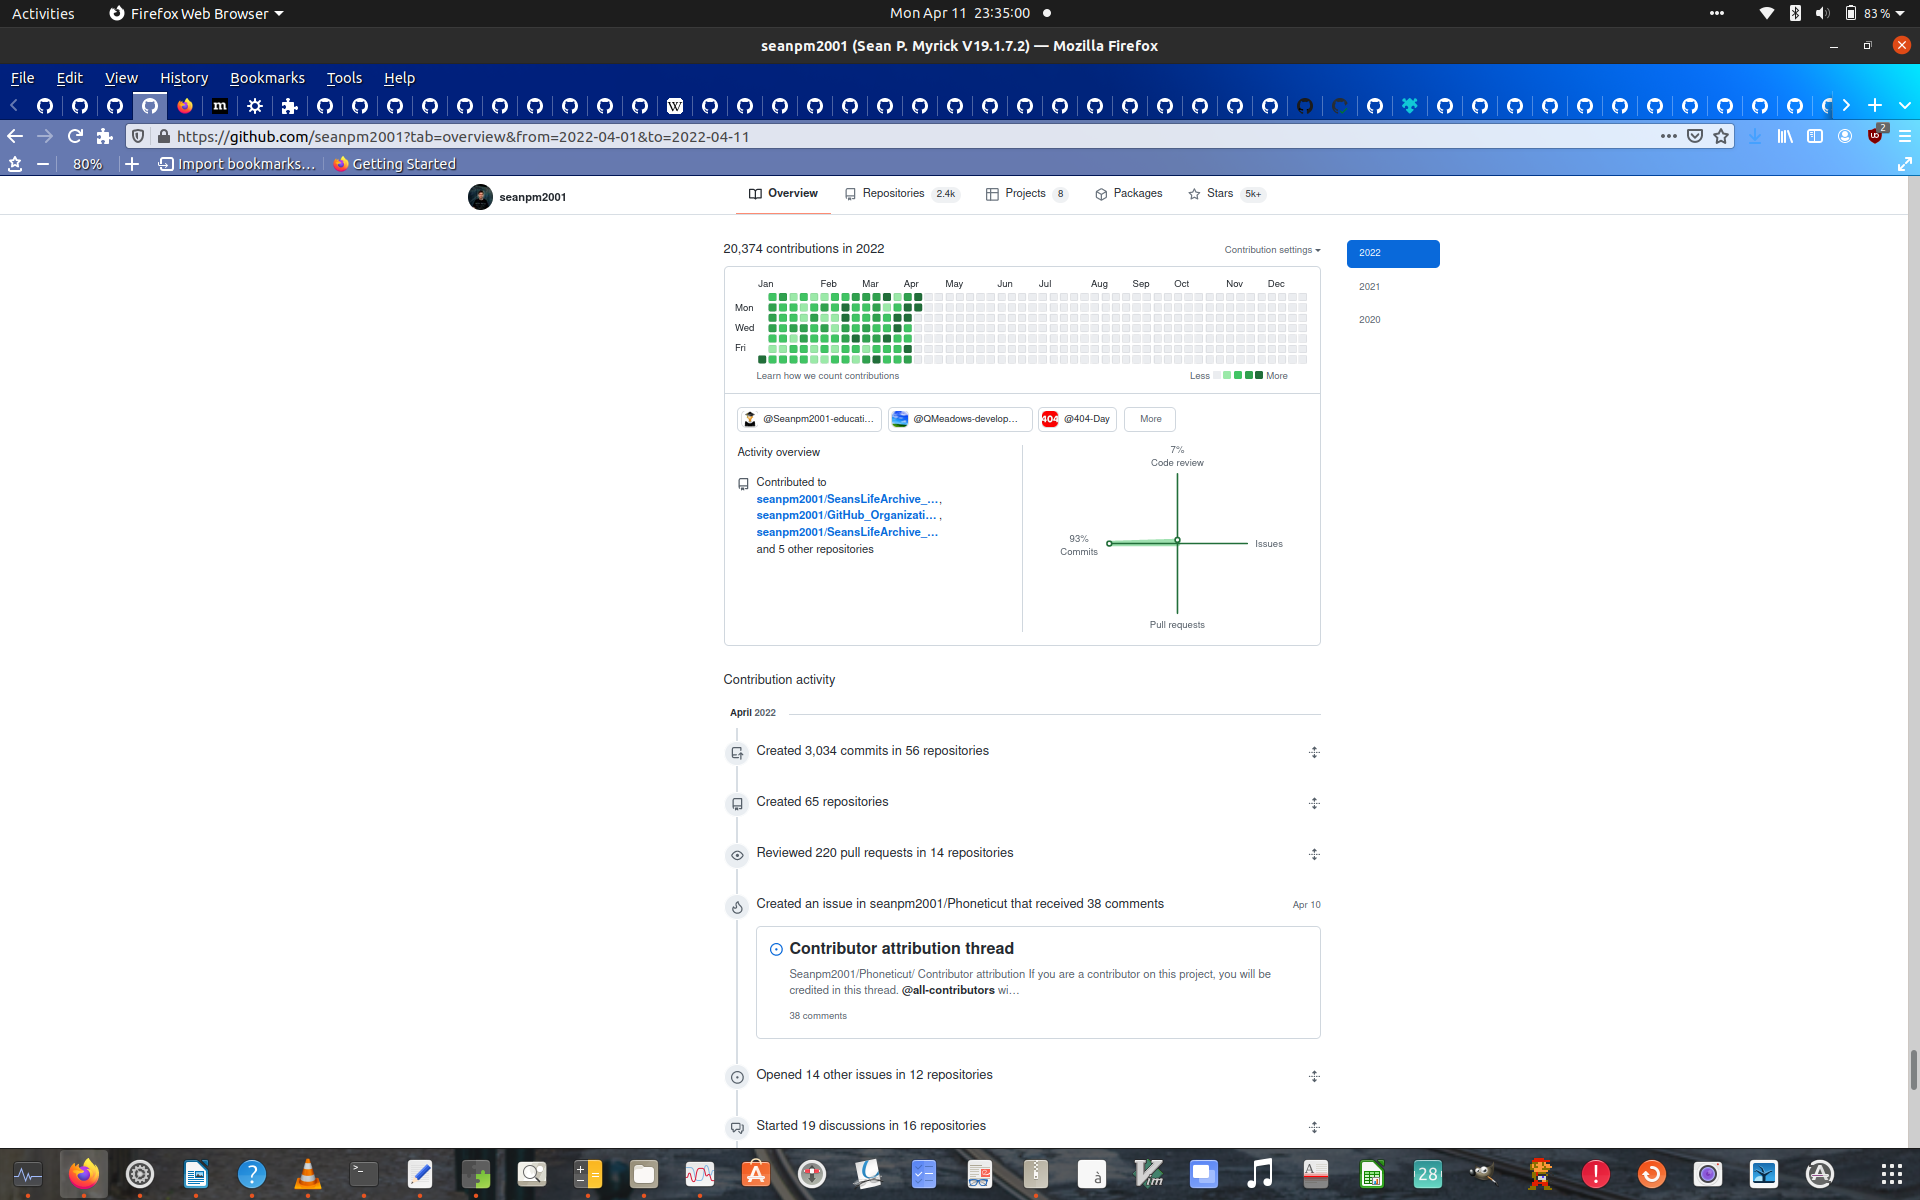 Activities
Firefox Web Browser
Mon Apr 11 23:35:00
83 %
seanpm2001 (Sean P. Myrick V19.1.7.2) — Mozilla Firefox
File Edit View History Bookmarks Tools Help
https://github.com/seanpm2001?tab=overview&from=2022-04-01&to=2022-04-11
2
80%
Import bookmarks...
Getting Started
seanpm2001
Overview
Repositories 2.4k
Projects 8
Packages
Stars 5k+
20,374 contributions in 2022
Contribution settings
2022
2021
2020
Jan Feb Mar Apr May Jun Jul Aug Sep Oct Nov Dec
Mon
Wed
Fri
Learn how we count contributions
Less More
@Seanpm2001-educati...
@QMeadows-develop...
404 @404-Day
More
Activity overview
Contributed to
seanpm2001/SeansLifeArchive_... ,
seanpm2001/GitHub_Organizati... ,
seanpm2001/SeansLifeArchive_...
and 5 other repositories
7%
Code review
93%
Commits
Issues
Pull requests
Contribution activity
April 2022
Created 3,034 commits in 56 repositories
Created 65 repositories
Reviewed 220 pull requests in 14 repositories
Created an issue in seanpm2001/Phoneticut that received 38 comments
Apr 10
Contributor attribution thread
Seanpm2001/Phoneticut/ Contributor attribution If you are a contributor on this project, you will be
credited in this thread. @all-contributors wi...
38 comments
Opened 14 other issues in 12 repositories
Started 19 discussions in 16 repositories
28